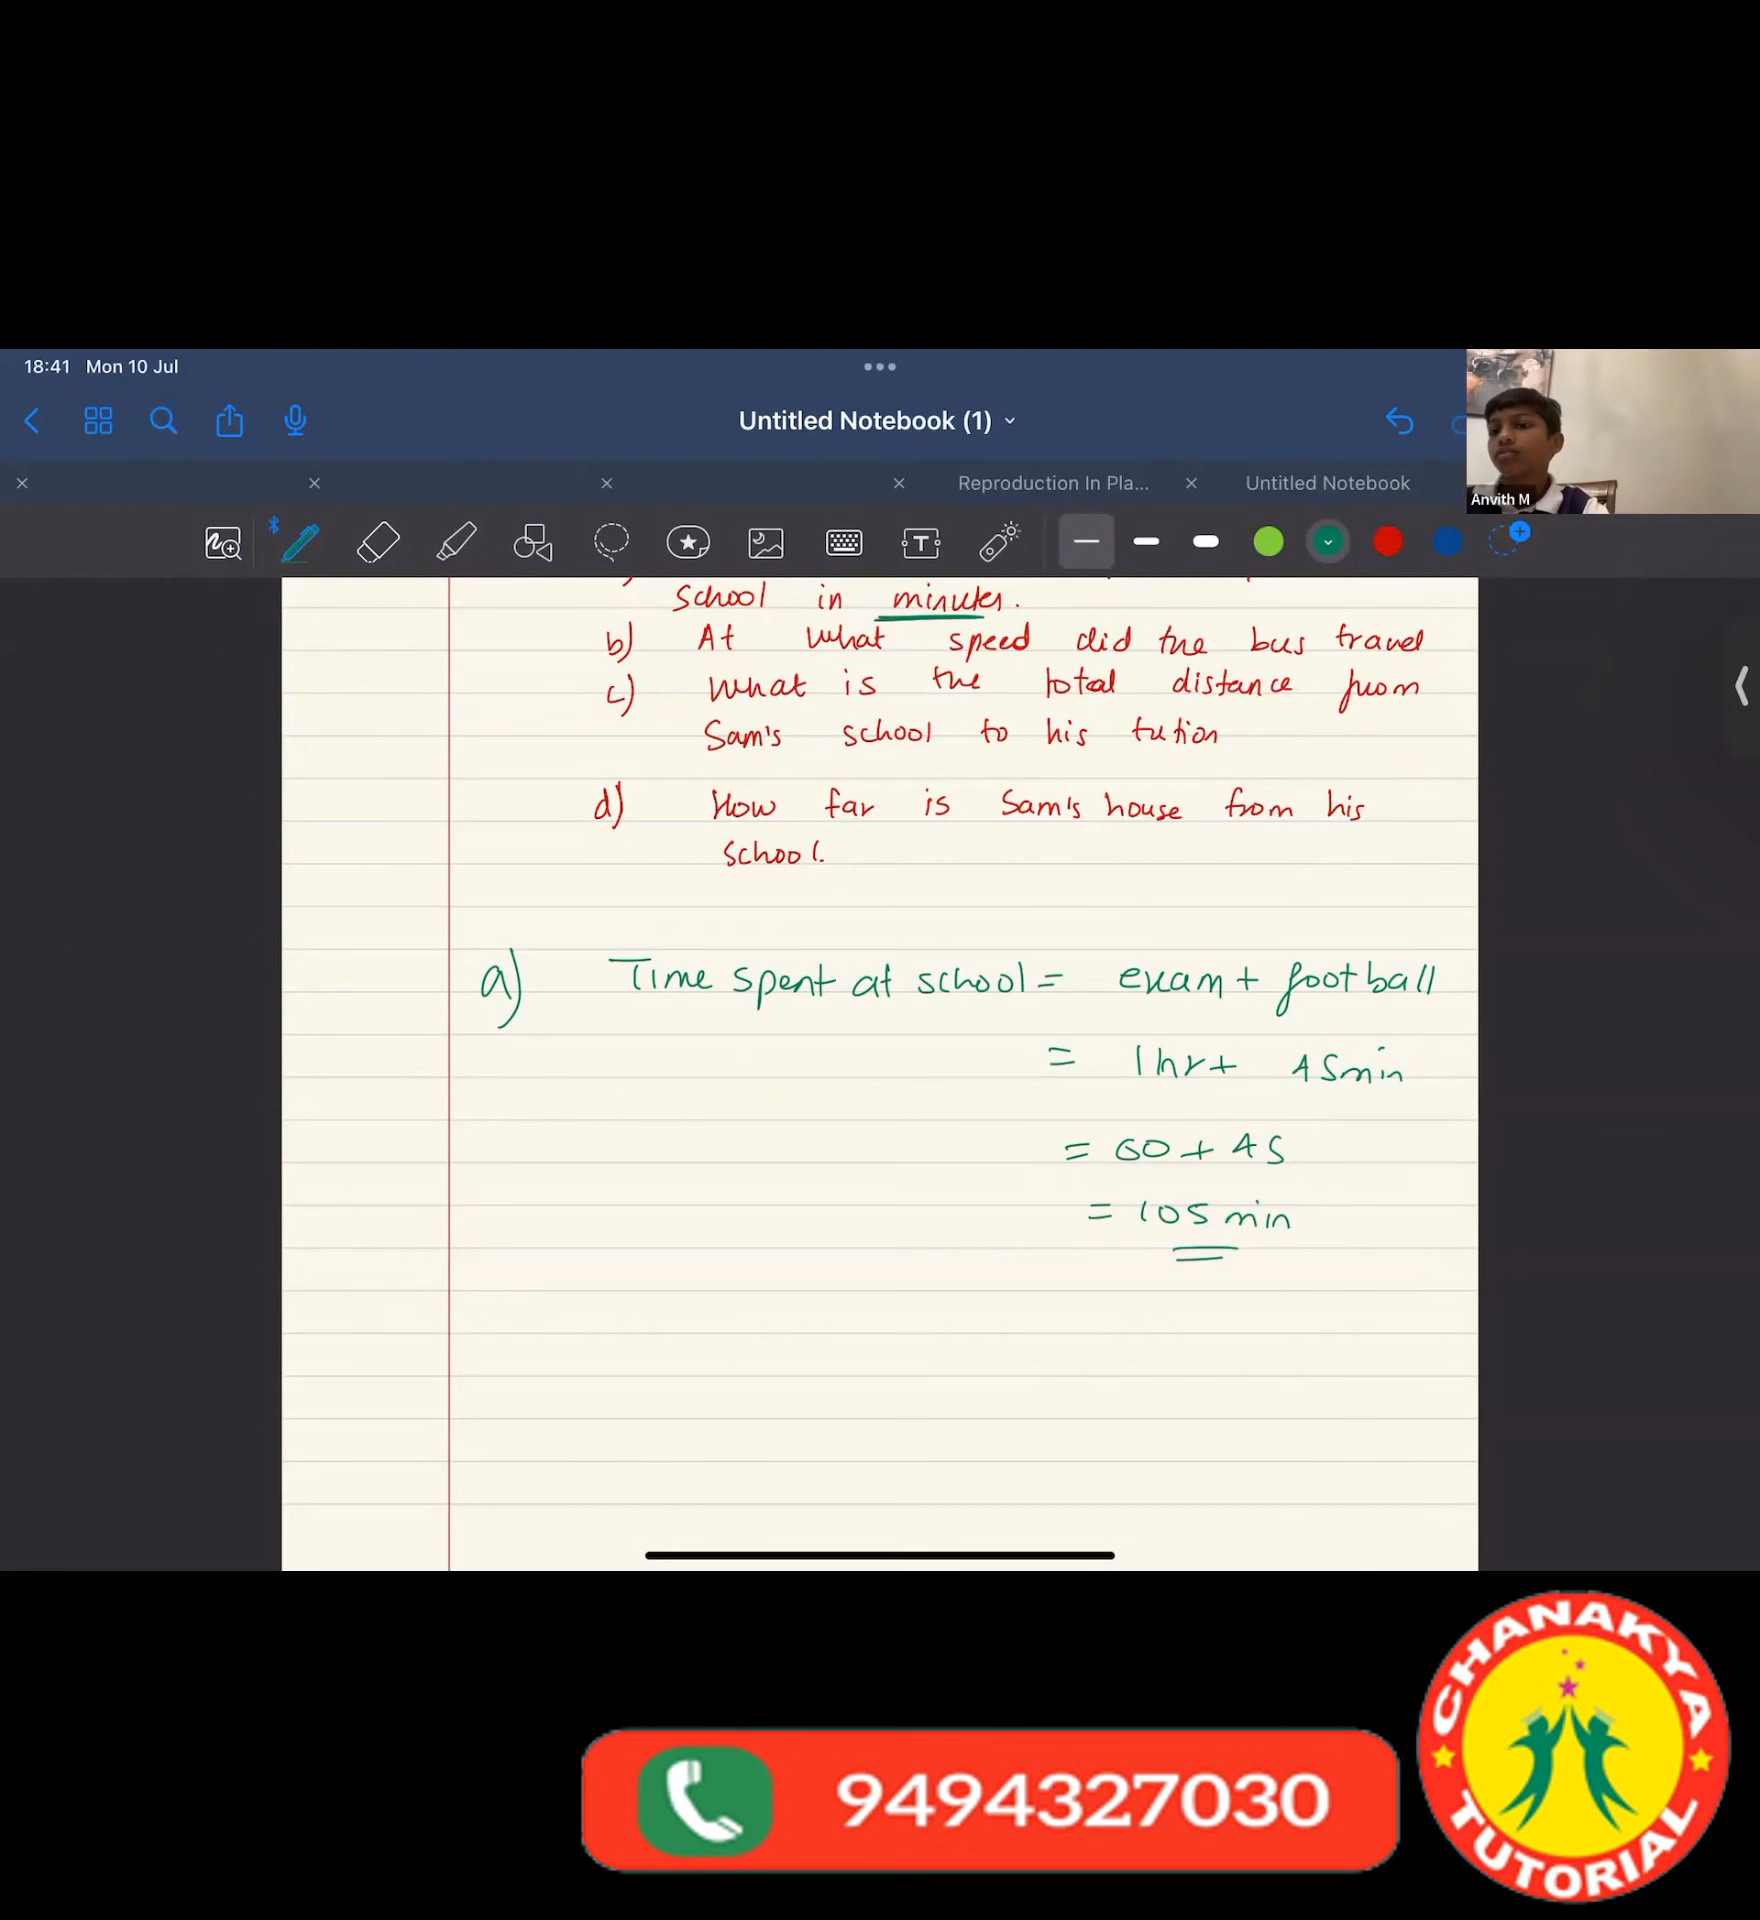 18:41 Mon 10 Jul
Untitled Notebook (1)
Reproduction In Pla...
Untitled Notebook
Anvith M
T
school in minutes.
b) At what speed did the bus travel
c) What is the total distance from
Sam's school to his tution
d) How far is Sam's house from his
school.
a) Time spent at school = exam + football
= 1hr + 45min
= 60 + 45
= 105 min
9494327030
CHANAKYA
TUTORIAL